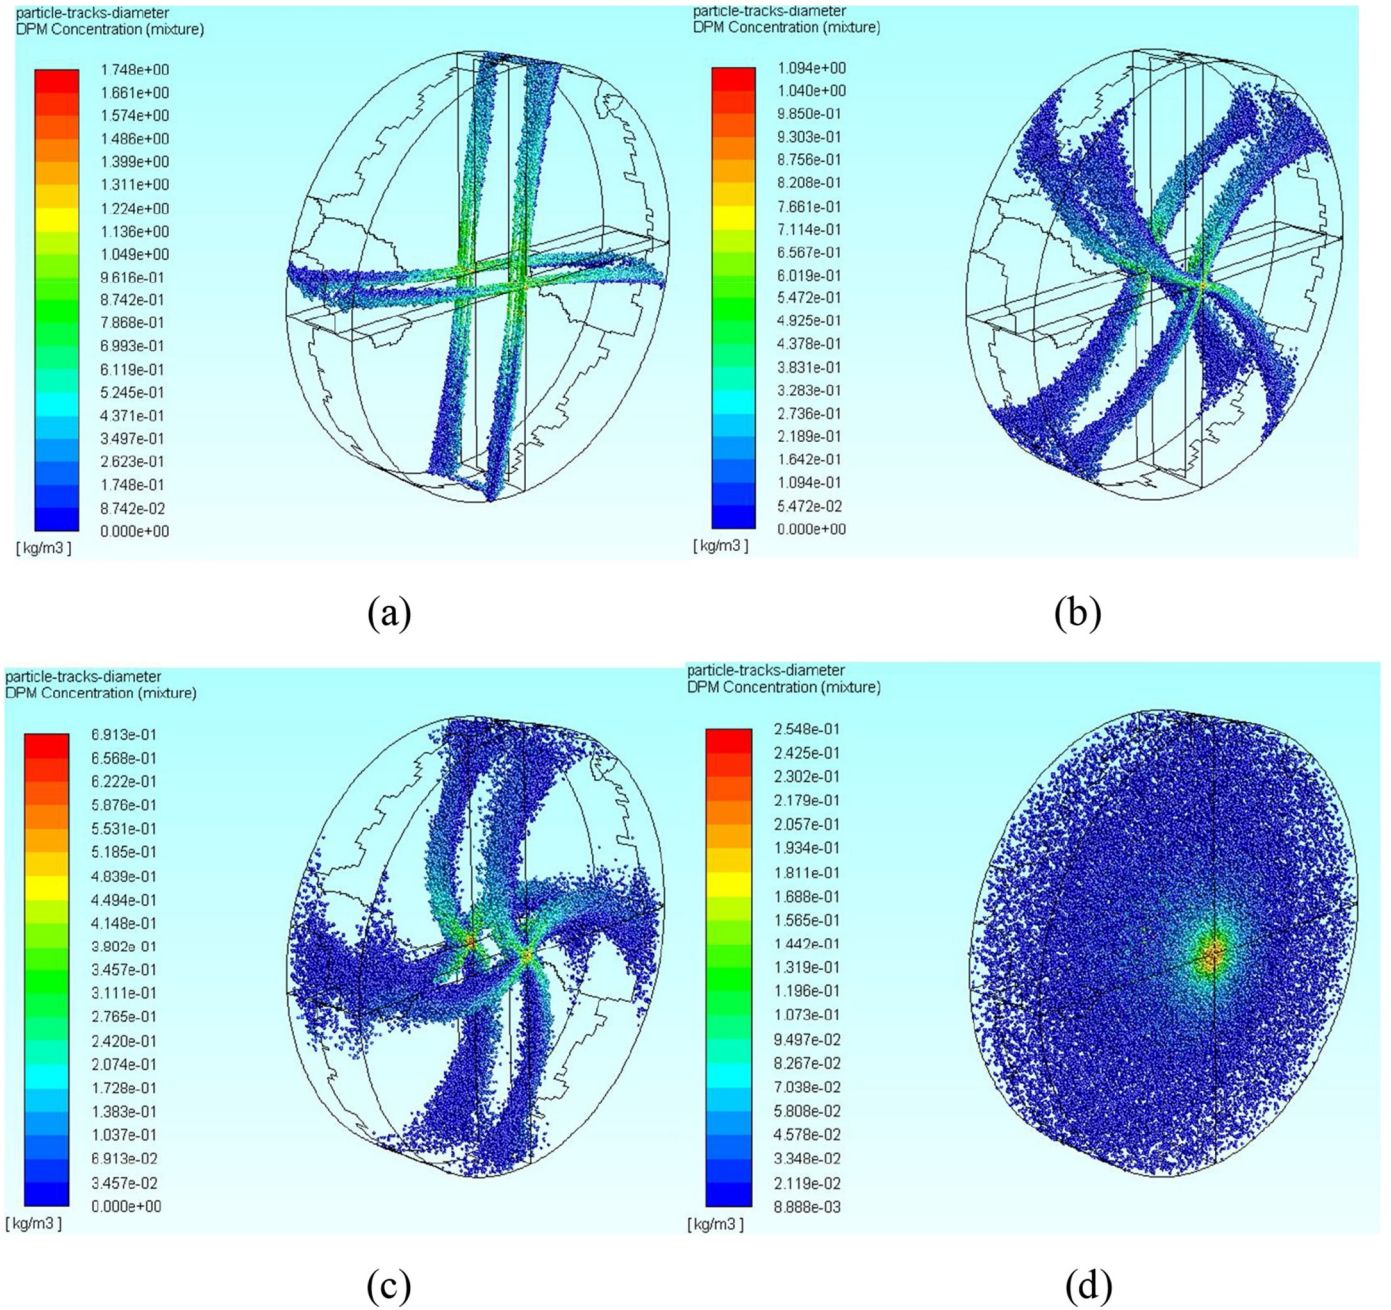 particle-tracks-diameter
DPM Concentration (mixture)
1.748e+00
1.661e+00
1.574e+00
1.486e+00
1.399e+00
1.311e+00
1.224e+00
1.136e+00
1.049e+00
9.616e-01
8.742e-01
7.868e-01
6.993e-01
6.119e-01
5.245e-01
4.371e-01
3.497e-01
2.623e-01
1.748e-01
8.742e-02
0.000e+00
[ kg/m3 ]
(a)
particle-tracks-diameter
DPM Concentration (mixture)
1.094e+00
1.040e+00
9.850e-01
9.303e-01
8.756e-01
8.208e-01
7.661e-01
7.114e-01
6.567e-01
6.019e-01
5.472e-01
4.925e-01
4.378e-01
3.831e-01
3.283e-01
2.736e-01
2.189e-01
1.642e-01
1.094e-01
5.472e-02
0.000e+00
[ kg/m3 ]
(b)
particle-tracks-diameter
DPM Concentration (mixture)
6.913e-01
6.568e-01
6.222e-01
5.876e-01
5.531e-01
5.185e-01
4.839e-01
4.494e-01
4.148e-01
3.802e-01
3.457e-01
3.111e-01
2.765e-01
2.420e-01
2.074e-01
1.728e-01
1.383e-01
1.037e-01
6.913e-02
3.457e-02
0.000e+00
[ kg/m3 ]
(c)
particle-tracks-diameter
DPM Concentration (mixture)
2.548e-01
2.425e-01
2.302e-01
2.179e-01
2.057e-01
1.934e-01
1.811e-01
1.688e-01
1.565e-01
1.442e-01
1.319e-01
1.196e-01
1.073e-01
9.497e-02
8.267e-02
7.038e-02
5.808e-02
4.578e-02
3.348e-02
2.119e-02
8.888e-03
[ kg/m3 ]
(d)